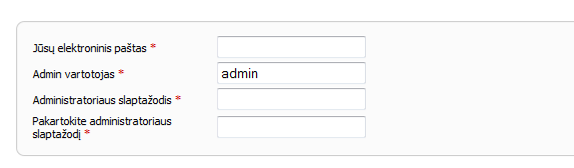 Jūsų elektroninis paštas *
Admin vartotojas * admin
Administratoriaus slaptažodis *
Pakartokite administratoriaus
slaptažodį *